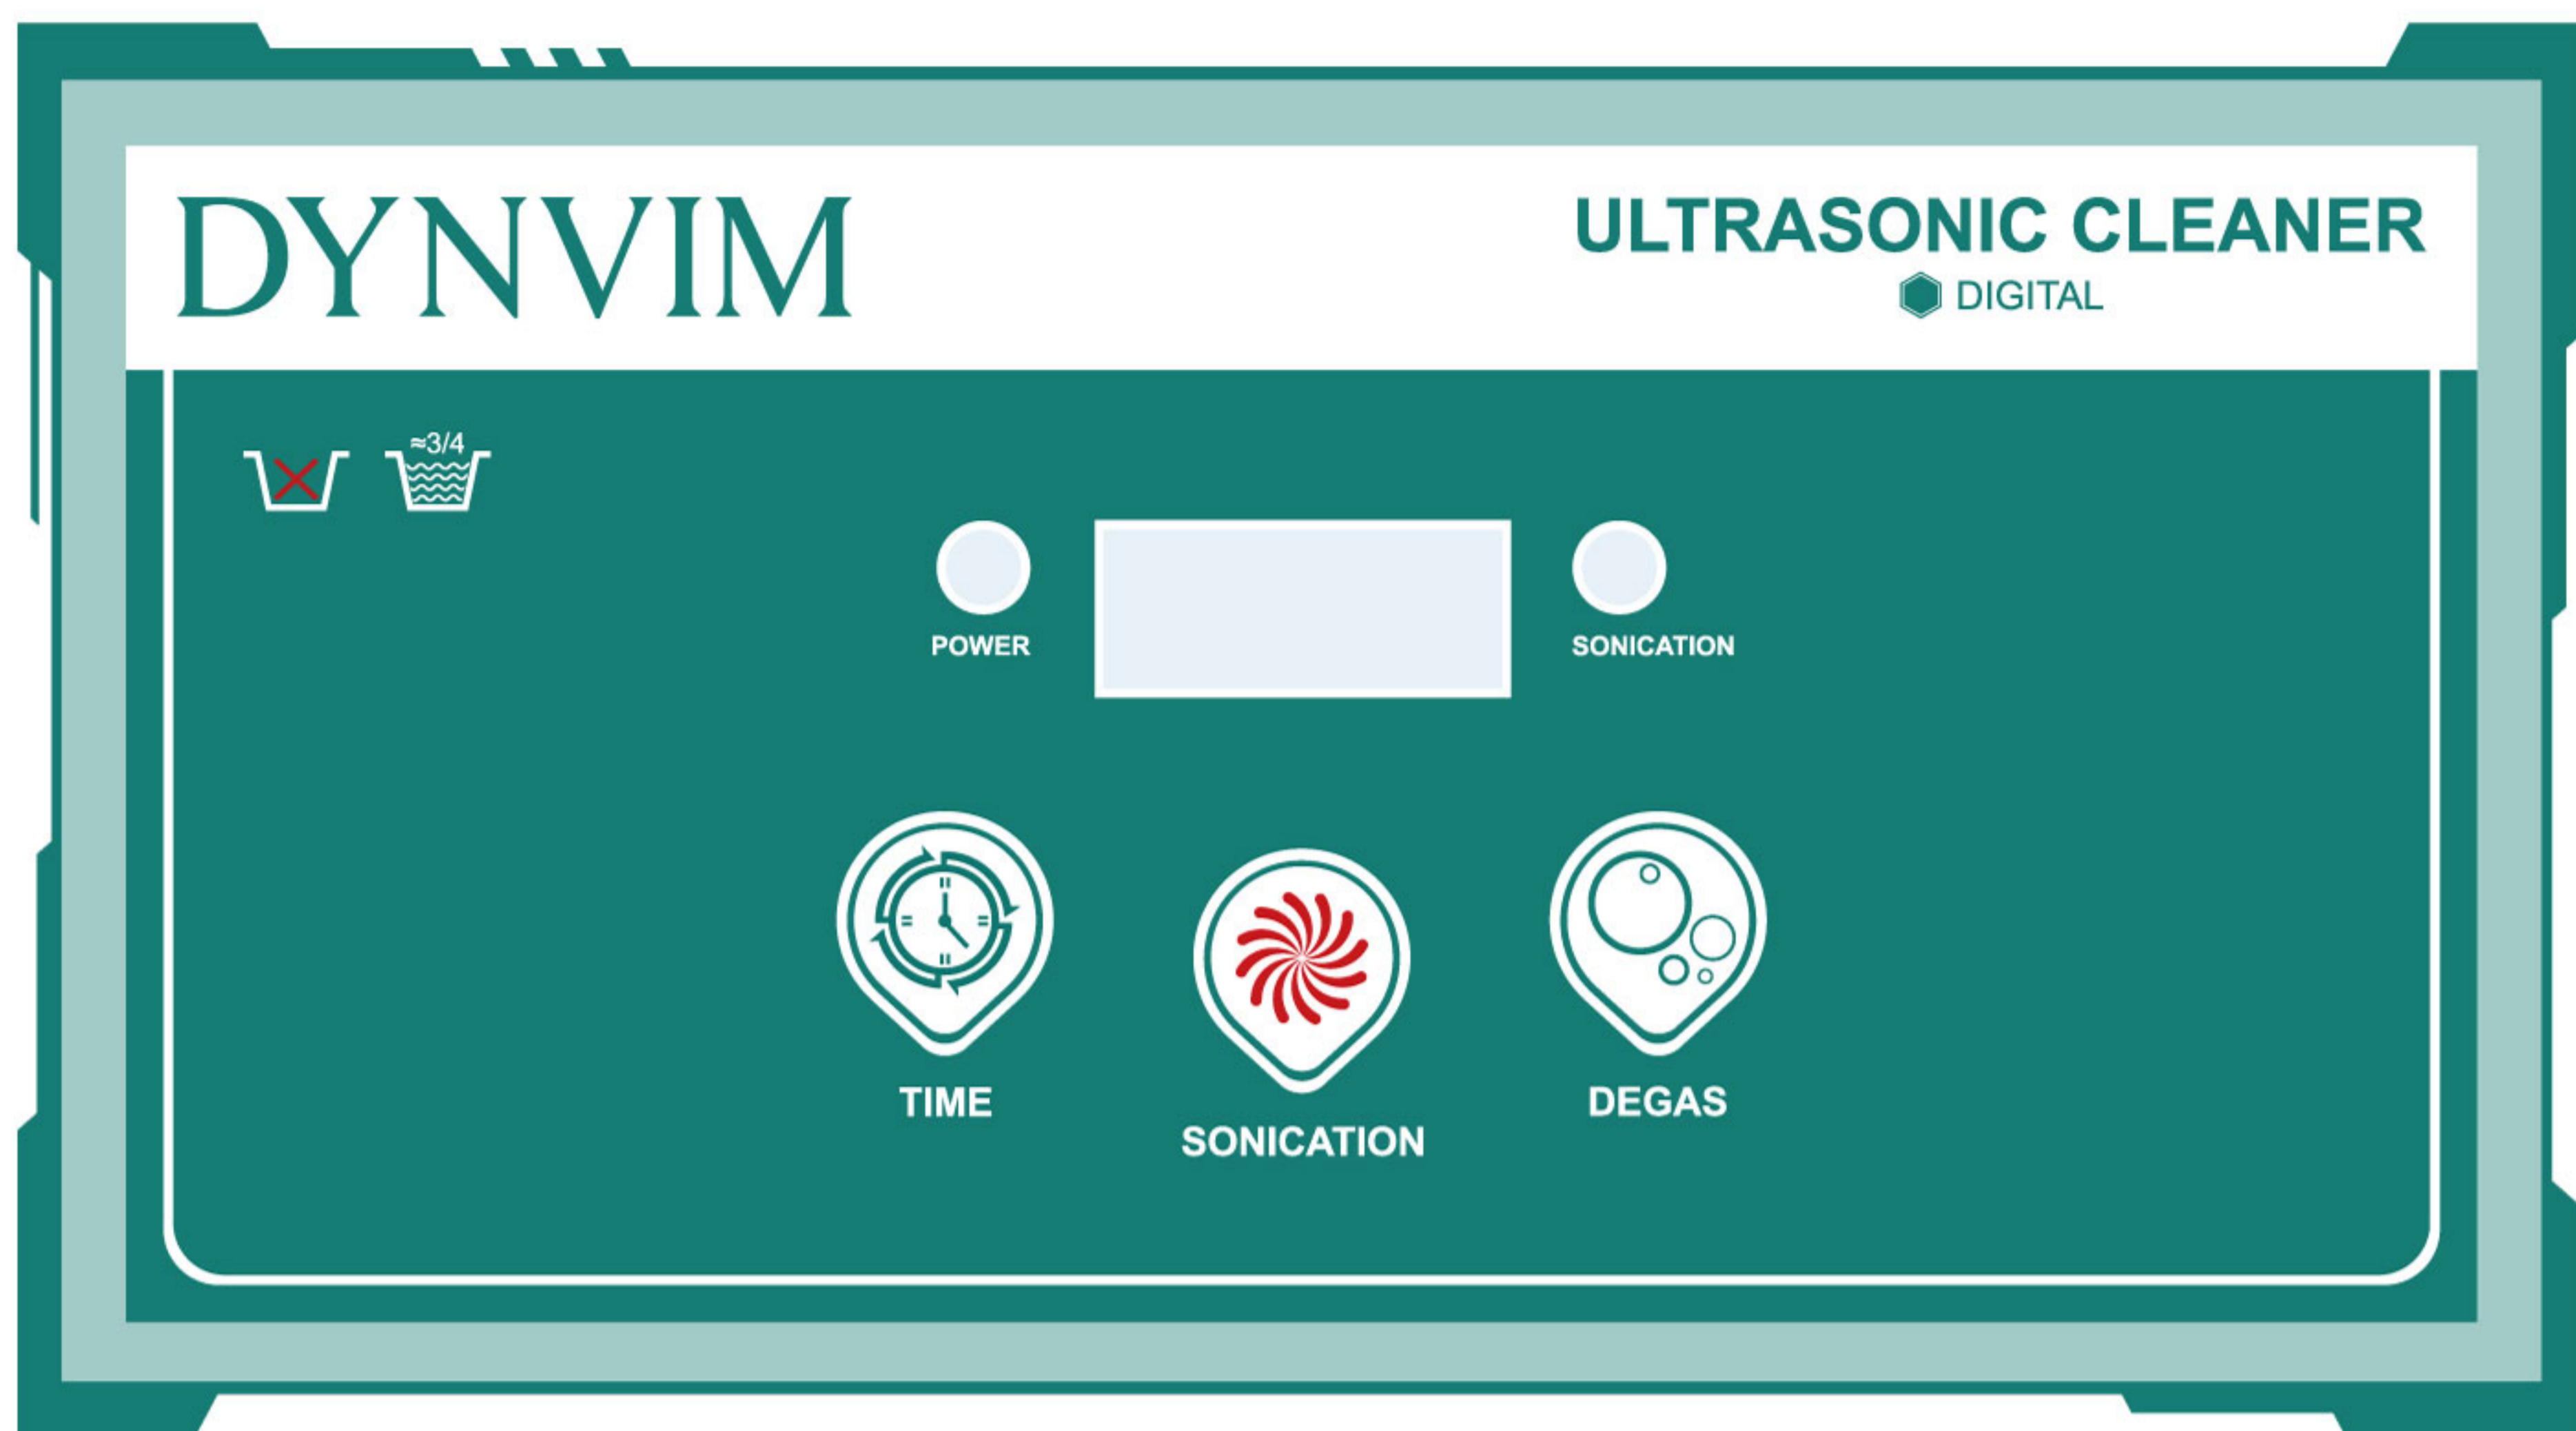 DYNVIM
ULTRASONIC CLEANER
DIGITAL
≈3/4
POWER
SONICATION
TIME
SONICATION
DEGAS